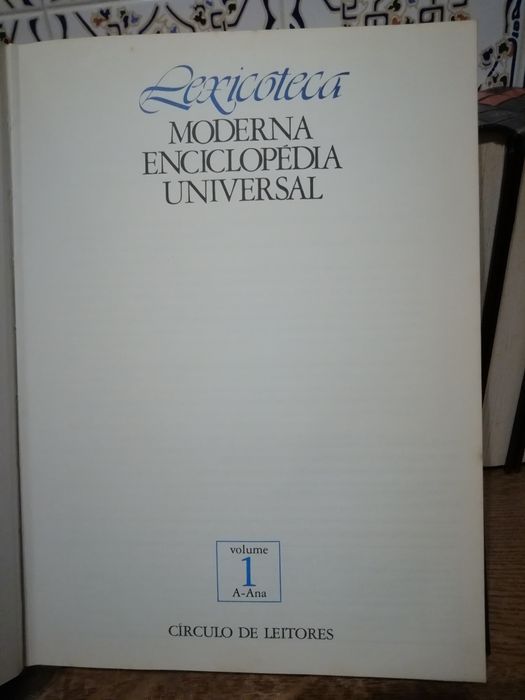 Lexicoteca
MODERNA
ENCICLOPÉDIA
UNIVERSAL
volume
1
A-Ana
CÍRCULO DE LEITORES